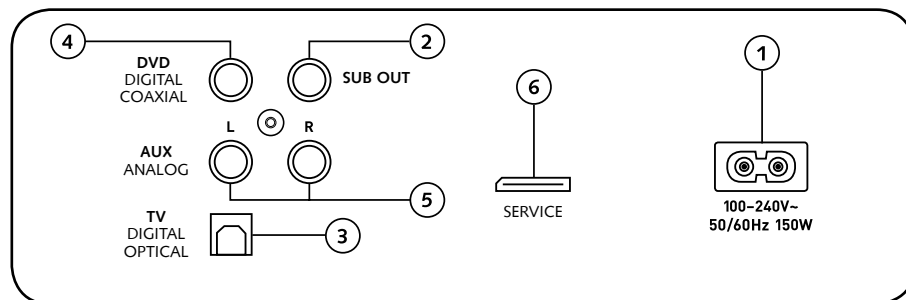 4
2
1
DVD
DIGITAL
COAXIAL
SUB OUT
6
L
R
AUX
ANALOG
5
SERVICE
100–240V~
50/60Hz 150W
TV
DIGITAL
OPTICAL
3